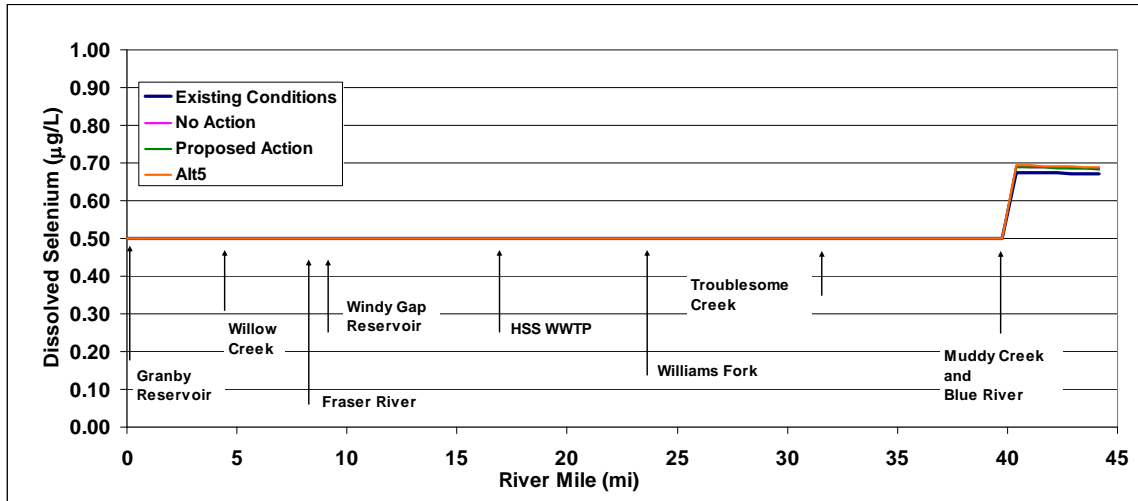 Dissolved Selenium (µg/L)
1.00
0.90
0.80
0.70
0.60
0.50
0.40
0.30
0.20
0.10
0.00
Existing Conditions
No Action
Proposed Action
Alt5
Granby
Reservoir
Willow
Creek
Fraser River
Windy Gap
Reservoir
HSS WWTP
Williams Fork
Troublesome
Creek
Muddy Creek
and
Blue River
0 5 10 15 20 25 30 35 40 45
River Mile (mi)